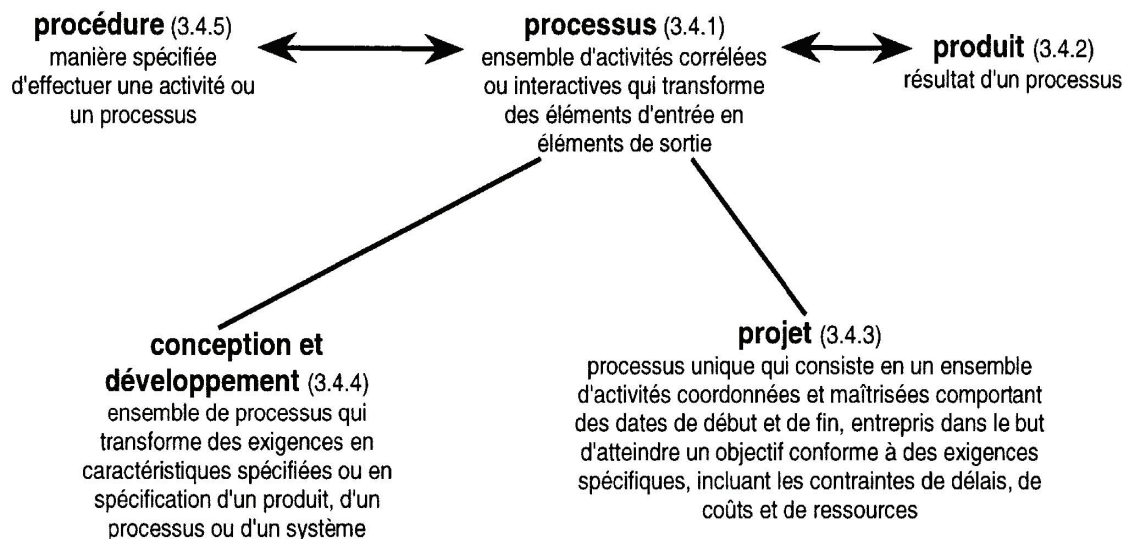 procédure (3.4.5)
manière spécifiée
d'effectuer une activité ou
un processus
processus (3.4.1)
ensemble d'activités corrélées
ou interactives qui transforme
des éléments d'entrée en
éléments de sortie
produit (3.4.2)
résultat d'un processus
conception et
développement (3.4.4)
ensemble de processus qui
transforme des exigences en
caractéristiques spécifiées ou en
spécification d'un produit, d'un
processus ou d'un système
projet (3.4.3)
processus unique qui consiste en un ensemble
d'activités coordonnées et maîtrisées comportant
des dates de début et de fin, entrepris dans le but
d'atteindre un objectif conforme à des exigences
spécifiques, incluant les contraintes de délais, de
coûts et de ressources